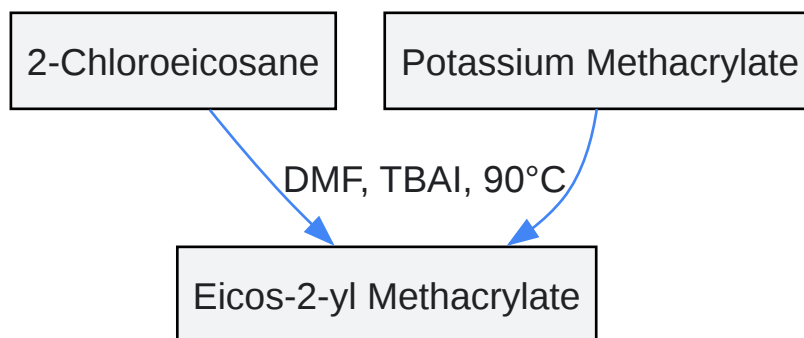 2-Chloroeicosane
Potassium Methacrylate
DMF, TBAI, 90°C
Eicos-2-yl Methacrylate